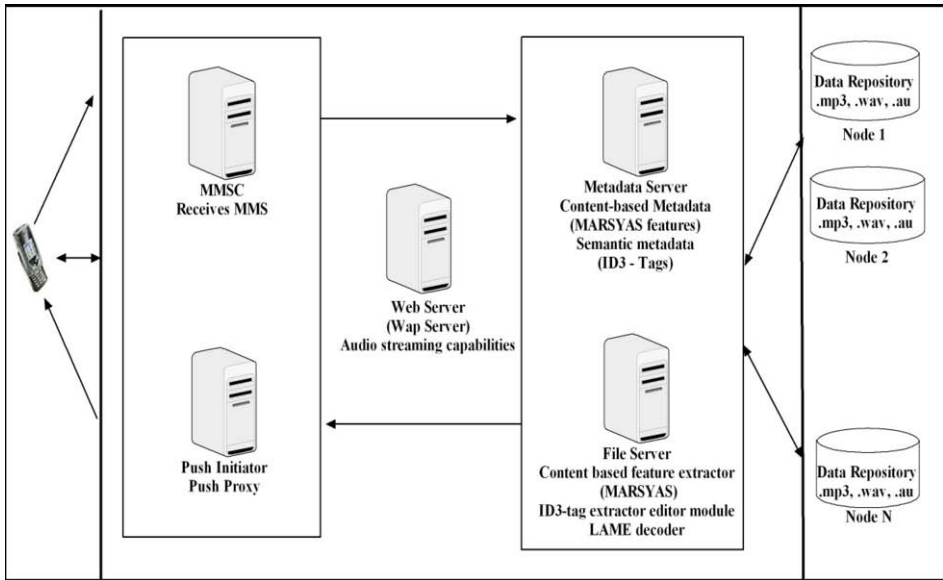 MMSC
Receives MMS
Push Initiator
Push Proxy
Web Server
(Wap Server)
Audio streaming capabilities
Metadata Server
Content-based Metadata
(MARSYAS features)
Semantic metadata
(ID3 - Tags)
File Server
Content based feature extractor
(MARSYAS)
ID3-tag extractor editor module
LAME decoder
Data Repository
.mp3, .wav, .au
Node 1
Data Repository
.mp3, .wav, .au
Node 2
Data Repository
.mp3, .wav, .au
Node N